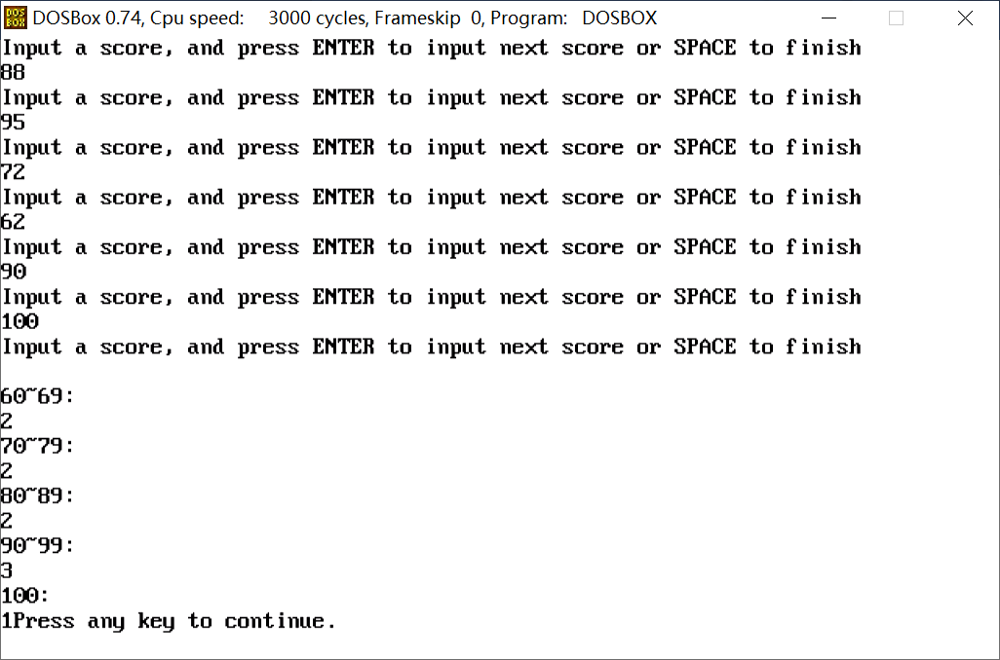 DOS
BOX
DOSBox 0.74, Cpu speed: 3000 cycles, Frameskip 0, Program: DOSBOX
Input a score, and press ENTER to input next score or SPACE to finish
88
Input a score, and press ENTER to input next score or SPACE to finish
95
Input a score, and press ENTER to input next score or SPACE to finish
72
Input a score, and press ENTER to input next score or SPACE to finish
62
Input a score, and press ENTER to input next score or SPACE to finish
90
Input a score, and press ENTER to input next score or SPACE to finish
100
Input a score, and press ENTER to input next score or SPACE to finish
60~69:
2
70~79:
2
80~89:
2
90~99:
3
100:
1Press any key to continue.